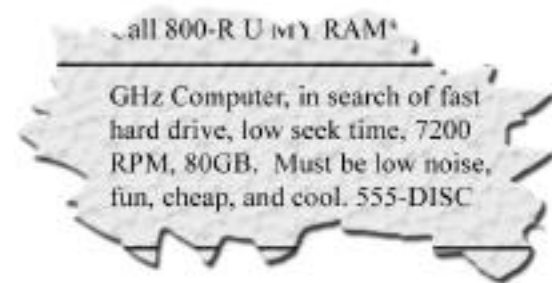 all 800-R U MY RAM
GHz Computer, in search of fast
hard drive, low seek time, 7200
RPM, 80GB. Must be low noise,
fun, cheap, and cool. 555-DISC